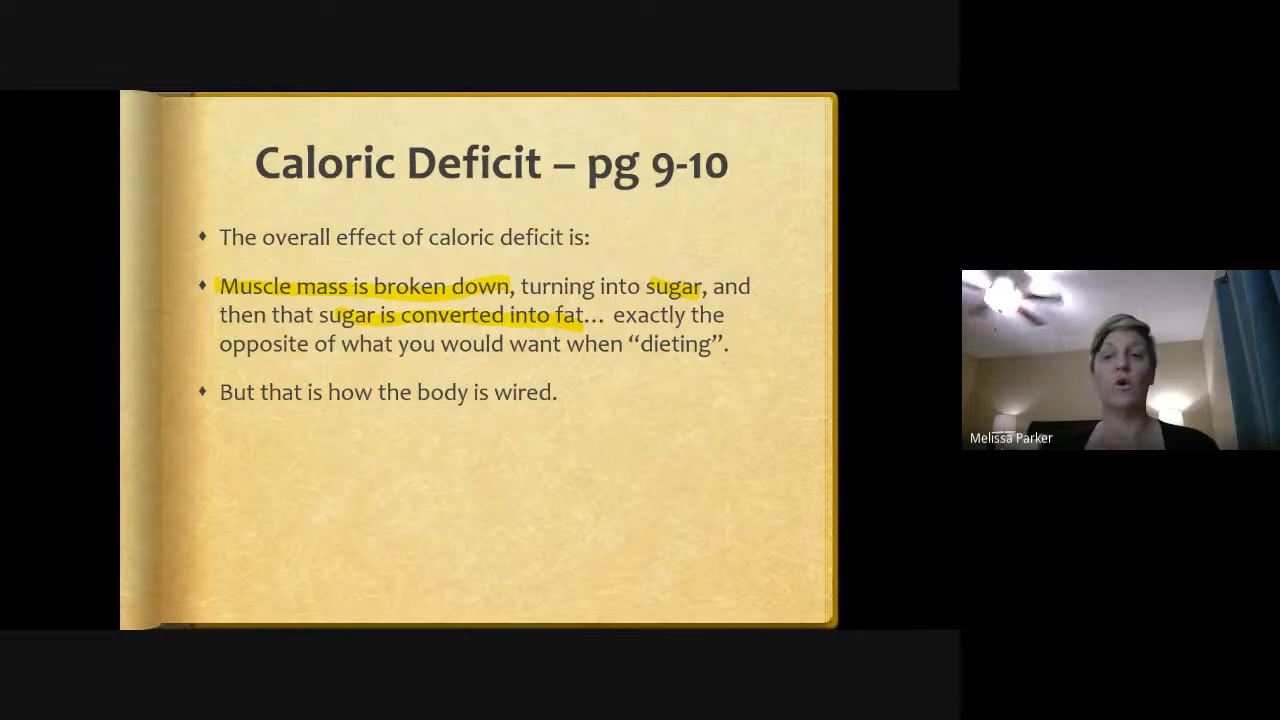 Caloric Deficit – pg 9-10
The overall effect of caloric deficit is:
Muscle mass is broken down, turning into sugar, and
then that sugar is converted into fat... exactly the
opposite of what you would want when “dieting”.
But that is how the body is wired.
Melissa Parker